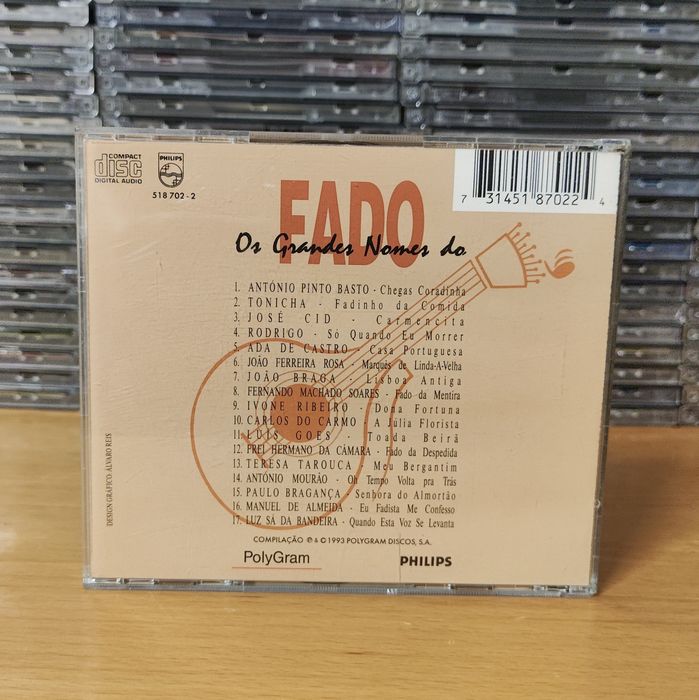 COMPACT
disc
DIGITAL AUDIO
PHILIPS
518 702-2
7 31451 87022 4
FADO
Os Grandes Nomes do
1. ANTÓNIO PINTO BASTO - Chegas Coradinha
2. TONICHA - Fadinho da Comida
3. JOSÉ CID - Carmencita
4. RODRIGO - Só Quando Eu Morrer
5. ADA DE CASTRO - Casa Portuguesa
6. JOÃO FERREIRA ROSA - Marquês de Linda-A-Velha
7. JOÃO BRAGA - Lisboa Antiga
8. FERNANDO MACHADO SOARES - Fado da Mentira
9. IVONE RIBEIRO - Dona Fortuna
10. CARLOS DO CARMO - A Júlia Florista
11. LUIS GOES - Toada Beirã
12. FREI HERMANO DA CÂMARA - Fado da Despedida
13. TERESA TAROUCA - Meu Bergantim
14. ANTÓNIO MOURÃO - Oh Tempo Volta pra Trás
15. PAULO BRAGANÇA - Senhora do Almortão
16. MANUEL DE ALMEIDA - Eu Fadista Me Confesso
17. LUZ SÁ DA BANDEIRA - Quando Esta Voz Se Levanta
COMPILAÇÃO ℗ & © 1993 POLYGRAM DISCOS, S.A.
PolyGram
PHILIPS
DESIGN GRÁFICO: ÁLVARO REIS